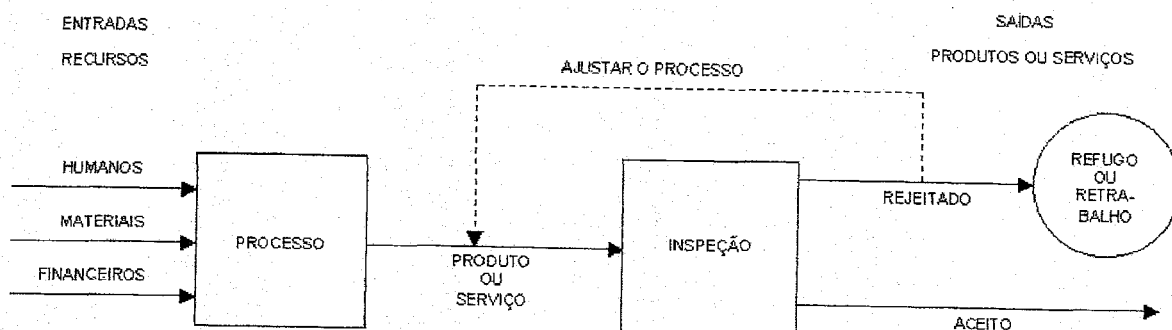 ENTRADAS
RECURSOS
SAÍDAS
PRODUTOS OU SERVIÇOS
AJUSTAR O PROCESSO
HUMANOS
MATERIAIS
FINANCEIROS
PROCESSO
PRODUTO
OU
SERVIÇO
INSPEÇÃO
REJEITADO
REFUGO
OU
RETRA-
BALHO
ACEITO